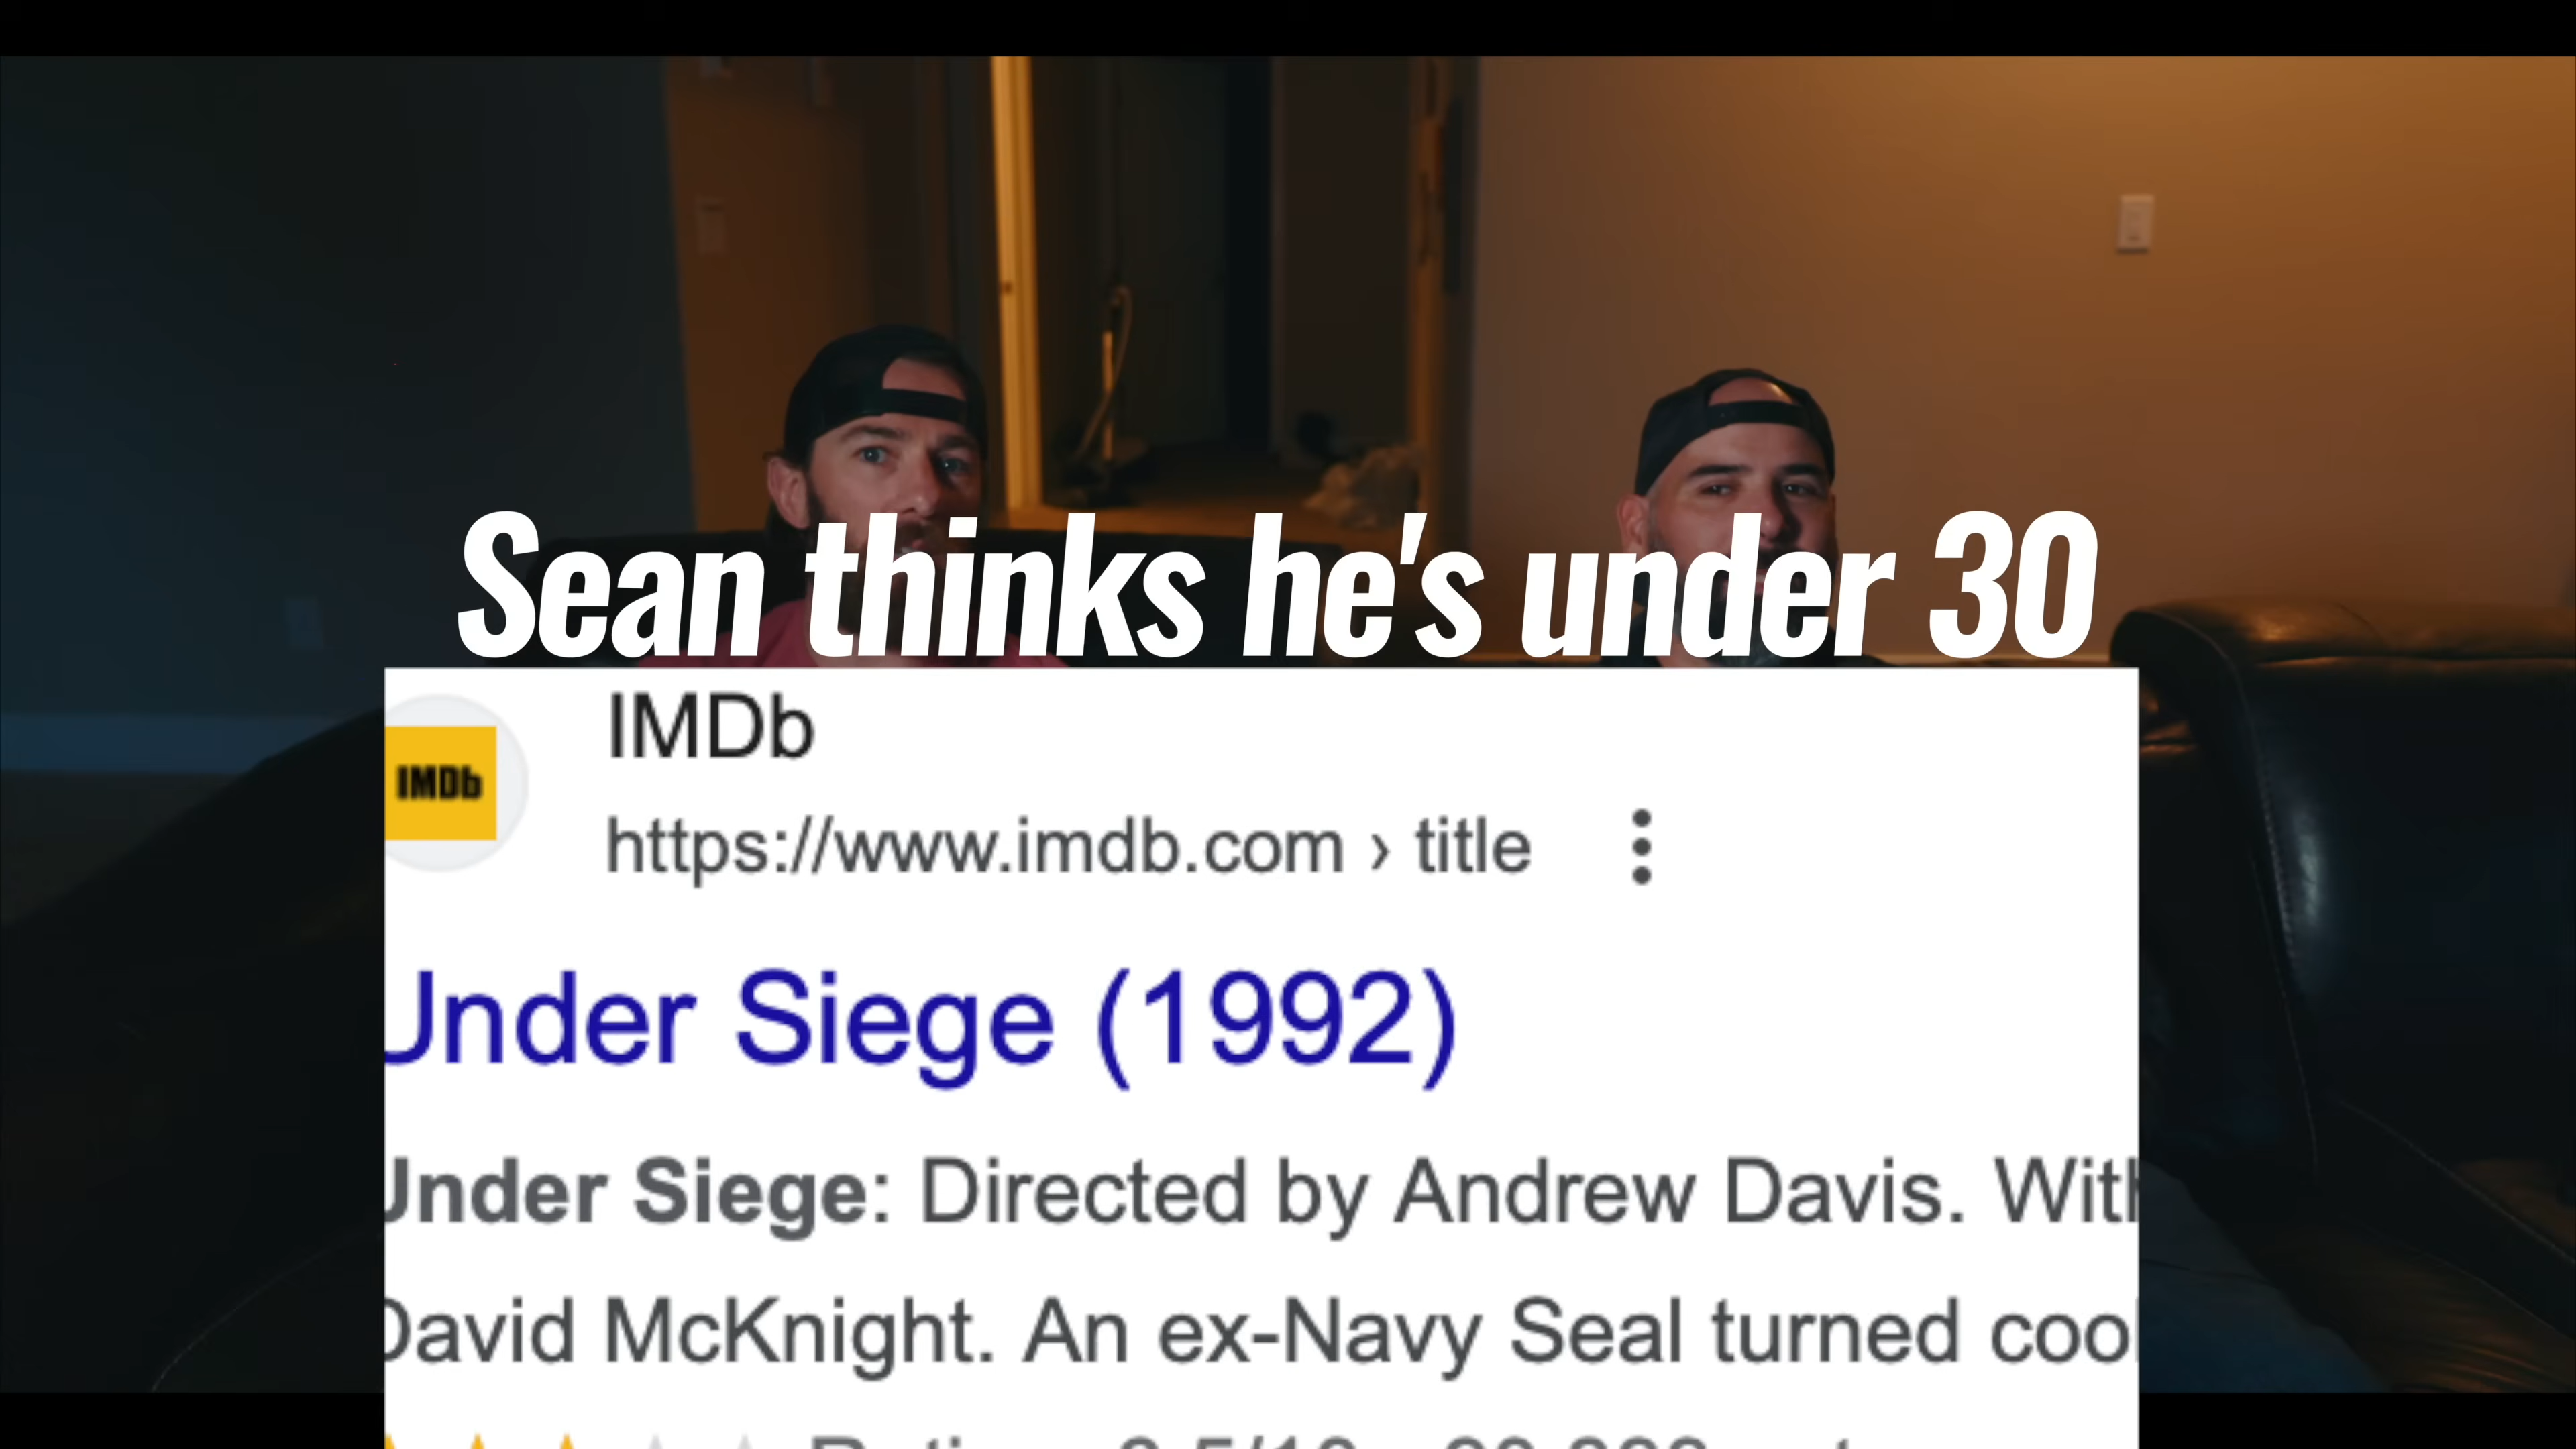 Sean thinks he's under 30
IMDb
IMDb
https://www.imdb.com › title
Under Siege (1992)
Under Siege: Directed by Andrew Davis. With
David McKnight. An ex-Navy Seal turned coo